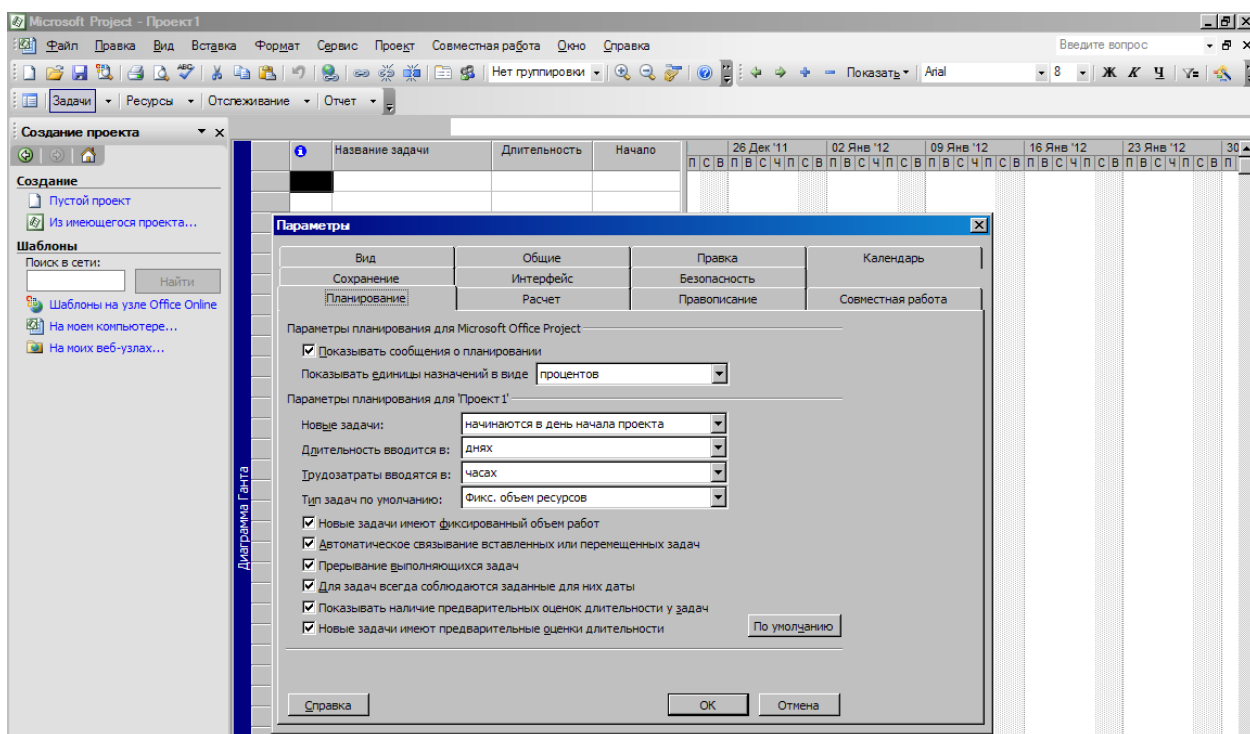 Microsoft Project - Проект1
Файл Правка Вид Вставка Формат Сервис Проект Совместная работа Окно Справка Введите вопрос
Нет группировки Показать Arial 8 Ж К Ч
Задачи Ресурсы Отслеживание Отчет
Создание проекта
Название задачи Длительность Начало 26 Дек '11 02 Янв '12 09 Янв '12 16 Янв '12 23 Янв '12 30
П С В П В С Ч П С В П В С Ч П С В П В С Ч П С В П В С Ч П С В П В С Ч П С В П
Создание
Пустой проект
Из имеющегося проекта...
Шаблоны
Поиск в сети:
Найти
Шаблоны на узле Office Online
На моем компьютере...
На моих веб-узлах...
Диаграмма Ганта
Параметры
Вид Общие Правка Календарь
Сохранение Интерфейс Безопасность
Планирование Расчет Правописание Совместная работа
Параметры планирования для Microsoft Office Project
Показывать сообщения о планировании
Показывать единицы назначений в виде процентов
Параметры планирования для 'Проект1'
Новые задачи: начинаются в день начала проекта
Длительность вводится в: днях
Трудозатраты вводятся в: часах
Тип задач по умолчанию: Фикс. объем ресурсов
Новые задачи имеют фиксированный объем работ
Автоматическое связывание вставленных или перемещенных задач
Прерывание выполняющихся задач
Для задач всегда соблюдаются заданные для них даты
Показывать наличие предварительных оценок длительности у задач
Новые задачи имеют предварительные оценки длительности
По умолчанию
Справка ОК Отмена